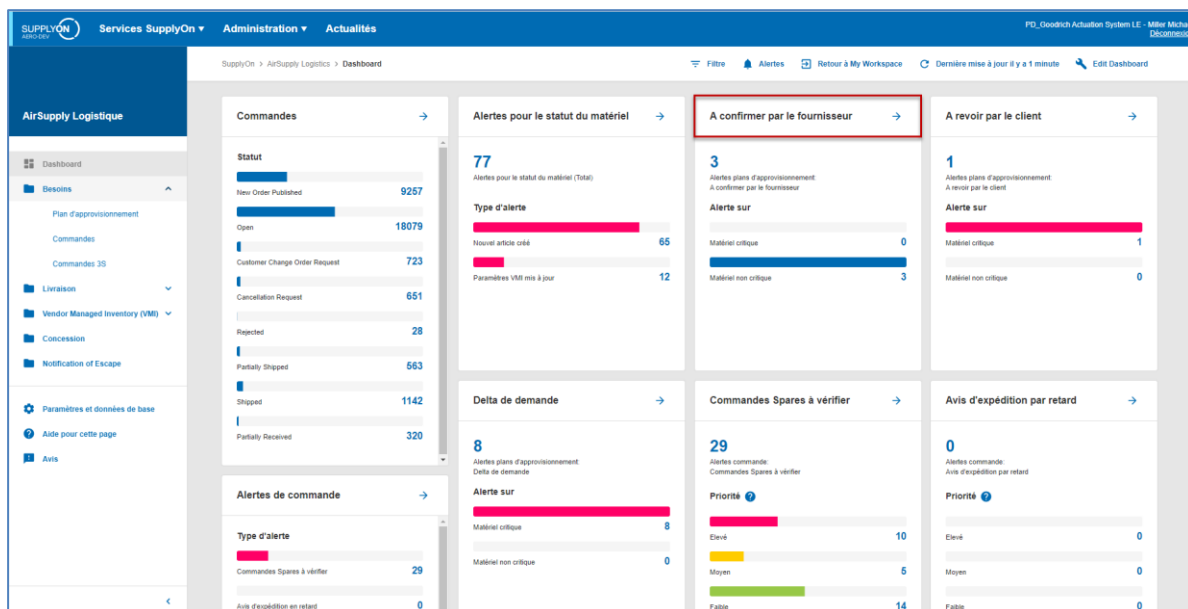 SUPPLYON
AERO-DEV
Services SupplyOn
Administration
Actualités
PD_Goodrich Actuation System LE - Miller Micha
Déconnexio
SupplyOn > AirSupply Logistics > Dashboard
Filtre
Alertes
Retour à My Workspace
Dernière mise à jour il y a 1 minute
Edit Dashboard
AirSupply Logistique
Dashboard
Besoins
Plan d'approvisionnement
Commandes
Commandes 3S
Livraison
Vendor Managed Inventory (VMI)
Concession
Notification of Escape
Paramètres et données de base
Aide pour cette page
Avis
Commandes
Statut
New Order Published 9257
Open 18079
Customer Change Order Request 723
Cancellation Request 651
Rejected 28
Partially Shipped 563
Shipped 1142
Partially Received 320
Alertes de commande
Type d'alerte
Commandes Spares à vérifier 29
Avis d'expédition en retard 0
Alertes pour le statut du matériel
77
Alertes pour le statut du matériel (Total)
Type d'alerte
Nouvel article créé 65
Paramètres VMI mis à jour 12
A confirmer par le fournisseur
3
Alertes plans d'approvisionnement:
A confirmer par le fournisseur
Alerte sur
Matériel critique 0
Matériel non critique 3
A revoir par le client
1
Alertes plans d'approvisionnement:
A revoir par le client
Alerte sur
Matériel critique 1
Matériel non critique 0
Delta de demande
8
Alertes plans d'approvisionnement:
Delta de demande
Alerte sur
Matériel critique 8
Matériel non critique 0
Commandes Spares à vérifier
29
Alertes commande:
Commandes Spares à vérifier
Priorité ?
Elevé 10
Moyen 5
Faible 14
Avis d'expédition par retard
0
Alertes commande:
Avis d'expédition par retard
Priorité ?
Elevé 0
Moyen 0
Faible 0